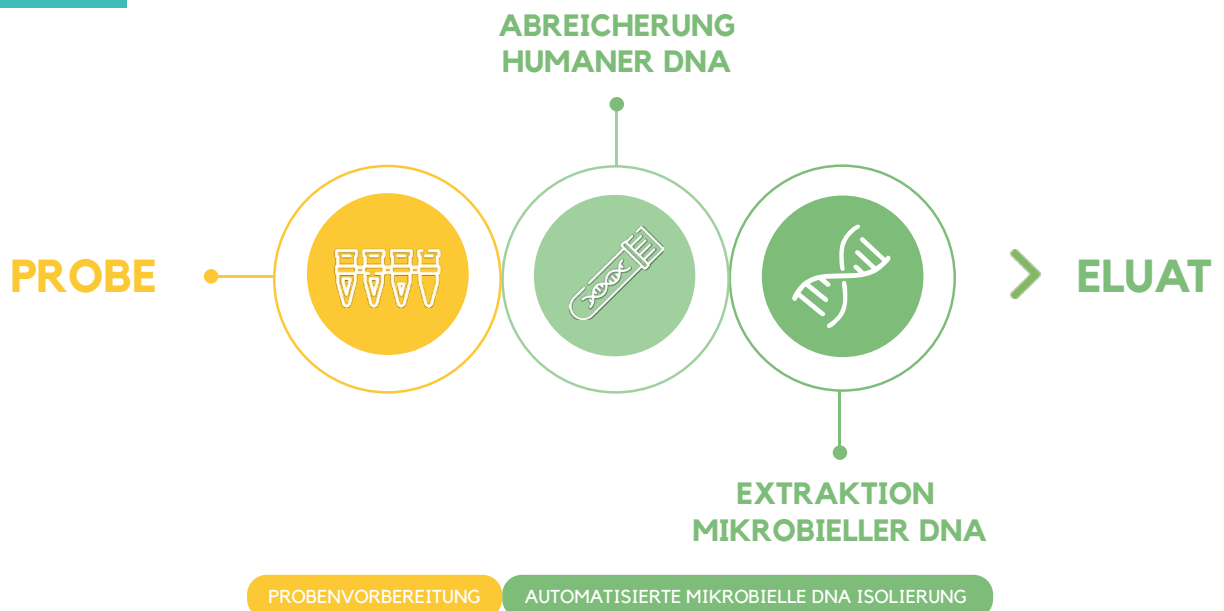 ABREICHERUNG
HUMANER DNA
PROBE
ELUAT
EXTRAKTION
MIKROBIELLER DNA
PROBENVORBEREITUNG
AUTOMATISIERTE MIKROBIELLE DNA ISOLIERUNG